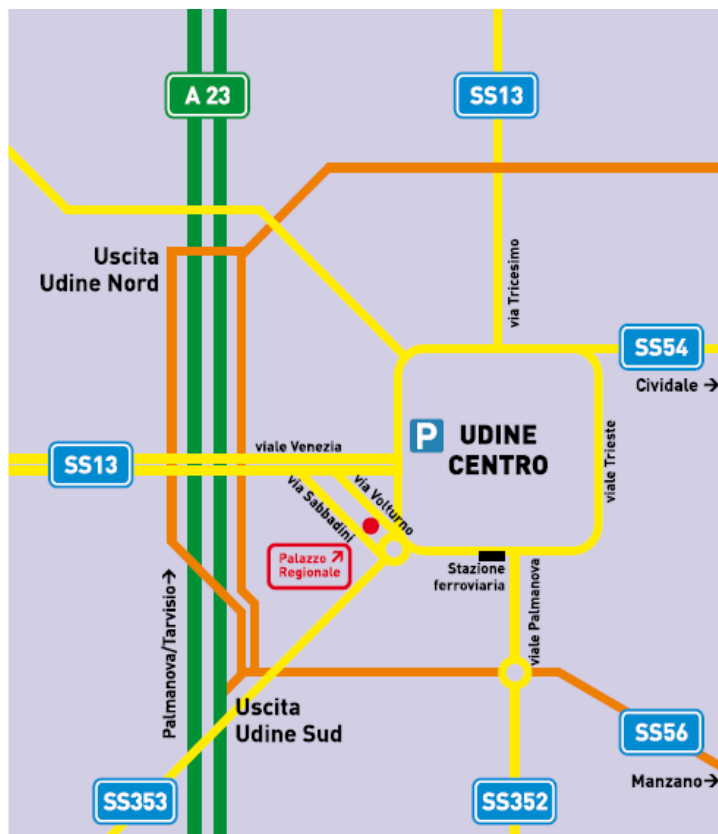 A 23
SS13
via Tricesimo
Uscita
Udine Nord
SS54
Cividale →
P
UDINE
CENTRO
viale Trieste
viale Venezia
SS13
via Sabbadini
via Volturno
Palazzo ↗
Regionale
Stazione
ferroviaria
viale Palmanova
Palmanova/Tarvisio→
Uscita
Udine Sud
SS56
Manzano→
SS353
SS352